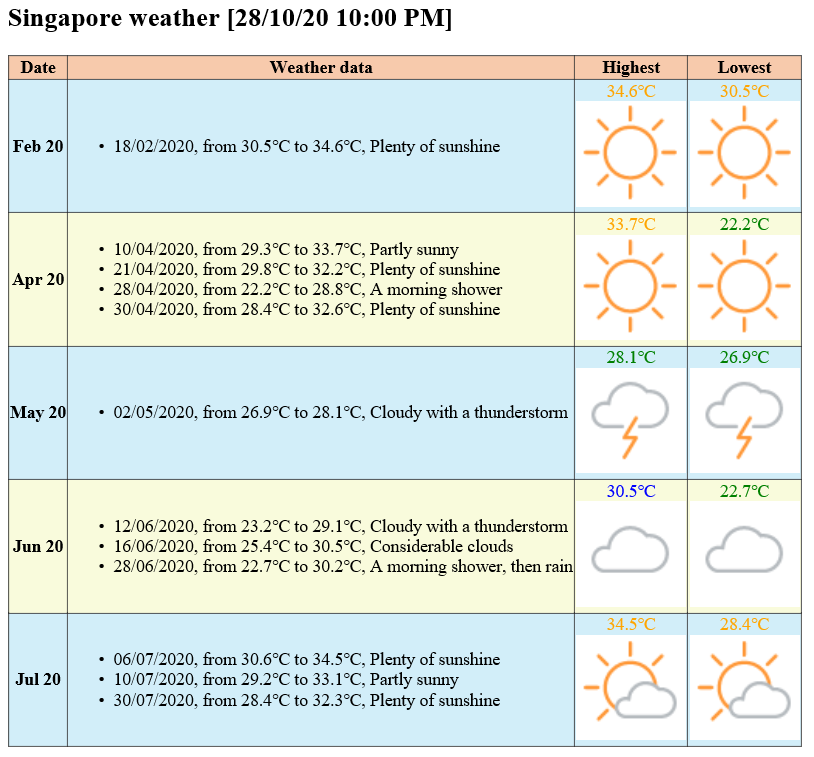 Singapore weather [28/10/20 10:00 PM]
Date Weather data Highest Lowest
Feb 20
• 18/02/2020, from 30.5℃ to 34.6℃, Plenty of sunshine
34.6℃ 30.5℃
Apr 20
• 10/04/2020, from 29.3℃ to 33.7℃, Partly sunny
• 21/04/2020, from 29.8℃ to 32.2℃, Plenty of sunshine
• 28/04/2020, from 22.2℃ to 28.8℃, A morning shower
• 30/04/2020, from 28.4℃ to 32.6℃, Plenty of sunshine
33.7℃ 22.2℃
May 20
• 02/05/2020, from 26.9℃ to 28.1℃, Cloudy with a thunderstorm
28.1℃ 26.9℃
Jun 20
• 12/06/2020, from 23.2℃ to 29.1℃, Cloudy with a thunderstorm
• 16/06/2020, from 25.4℃ to 30.5℃, Considerable clouds
• 28/06/2020, from 22.7℃ to 30.2℃, A morning shower, then rain
30.5℃ 22.7℃
Jul 20
• 06/07/2020, from 30.6℃ to 34.5℃, Plenty of sunshine
• 10/07/2020, from 29.2℃ to 33.1℃, Partly sunny
• 30/07/2020, from 28.4℃ to 32.3℃, Plenty of sunshine
34.5℃ 28.4℃